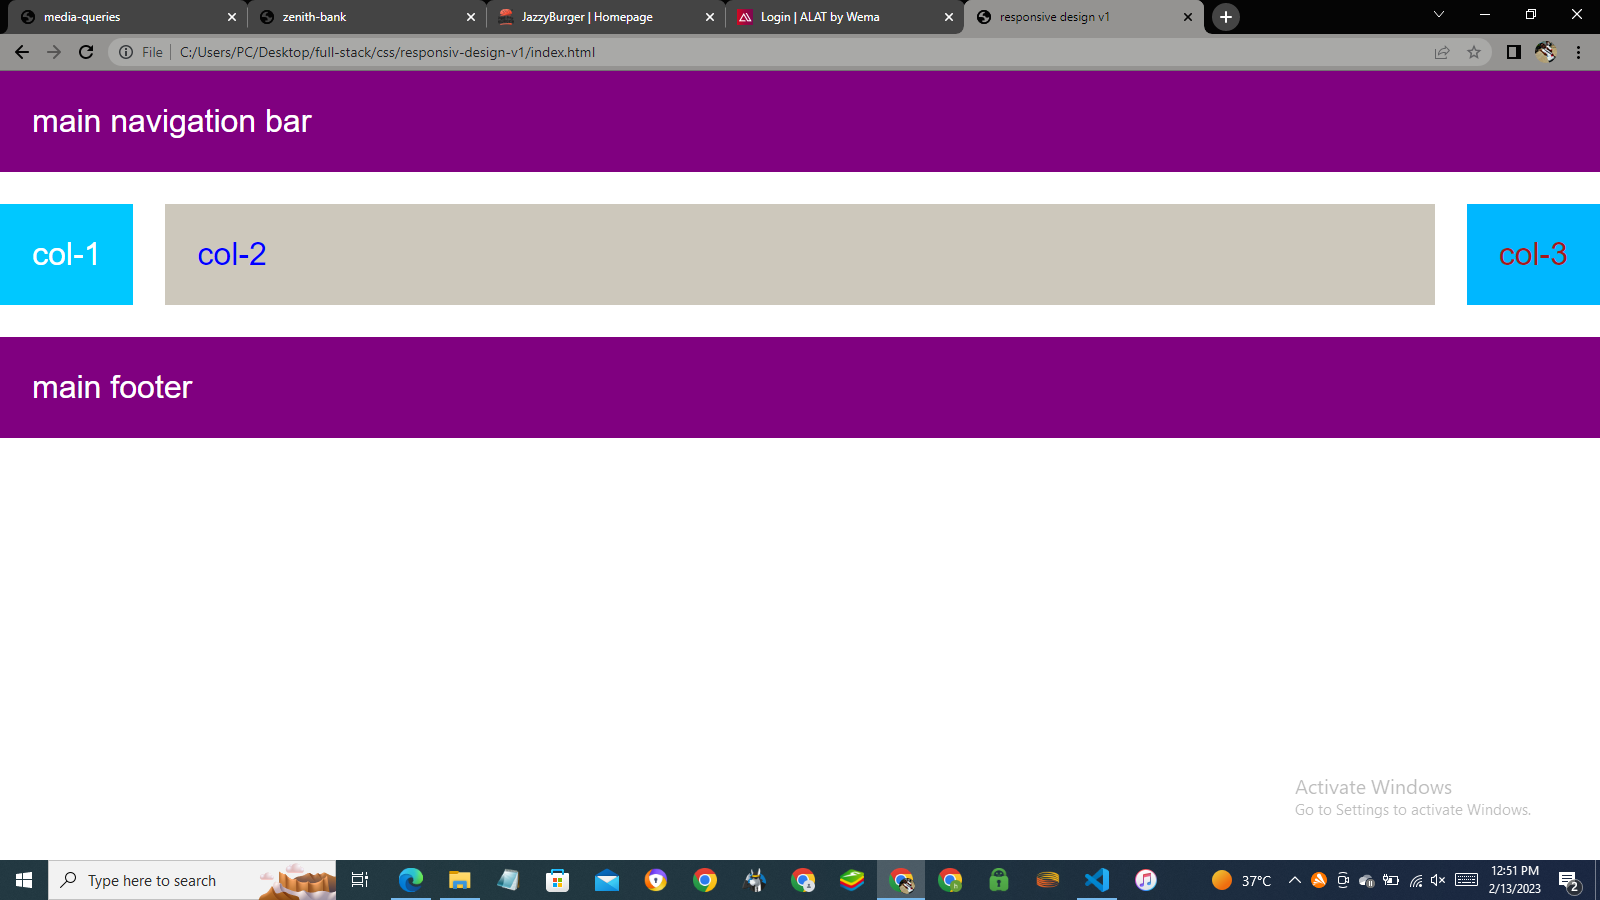 media-queries
zenith-bank
JazzyBurger | Homepage
Login | ALAT by Wema
responsive design v1
File
C:/Users/PC/Desktop/full-stack/css/responsiv-design-v1/index.html
main navigation bar
col-1
col-2
col-3
main footer
Activate Windows
Go to Settings to activate Windows.
Type here to search
37°C
12:51 PM
2/13/2023
2